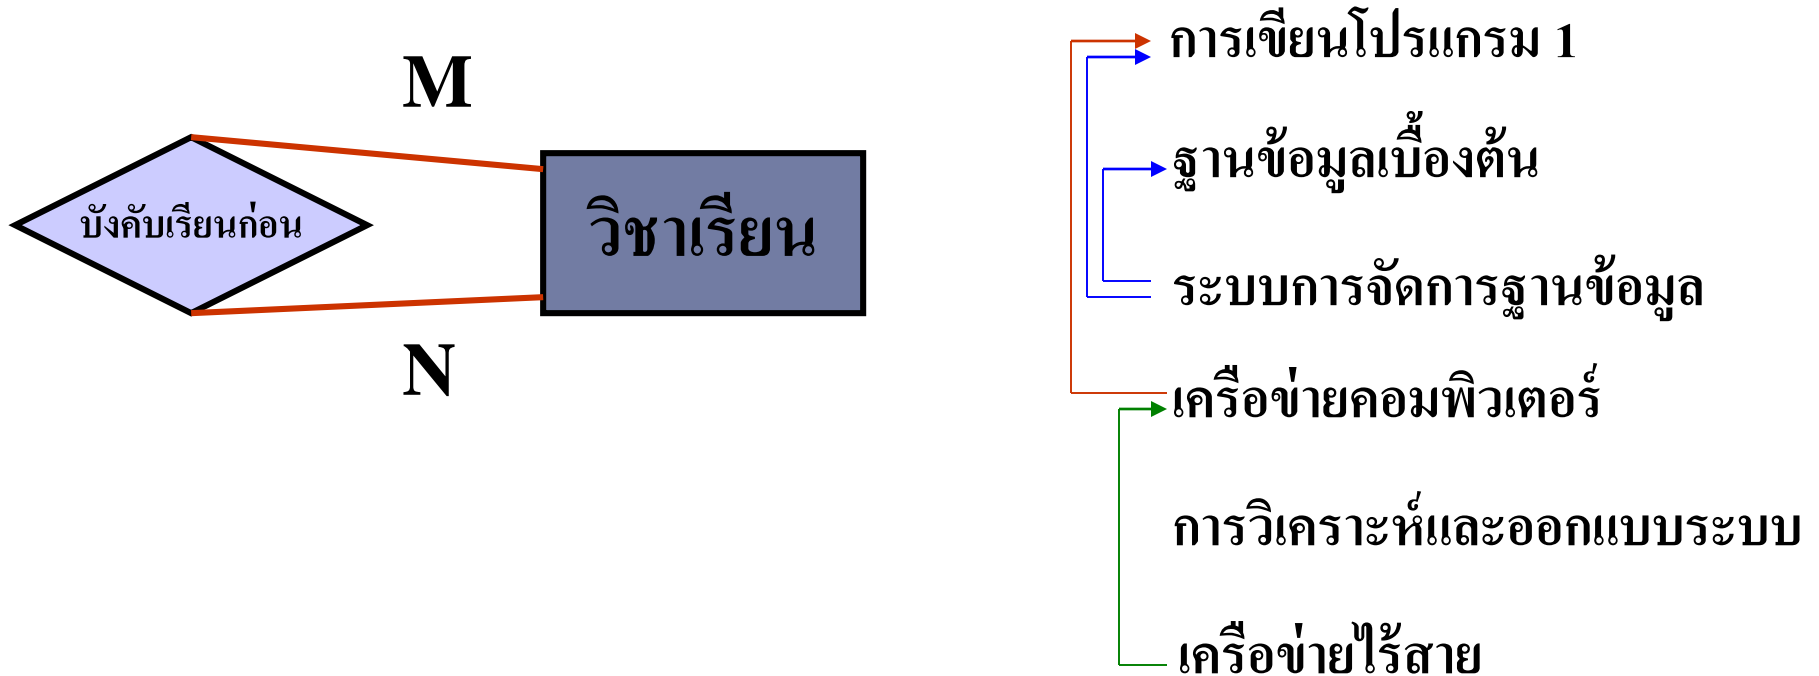 M
บังคับเรียนก่อน
วิชาเรียน
N
การเขียนโปรแกรม 1
ฐานข้อมูลเบื้องต้น
ระบบการจัดการฐานข้อมูล
เครือข่ายคอมพิวเตอร์
การวิเคราะห์และออกแบบระบบ
เครือข่ายไร้สาย